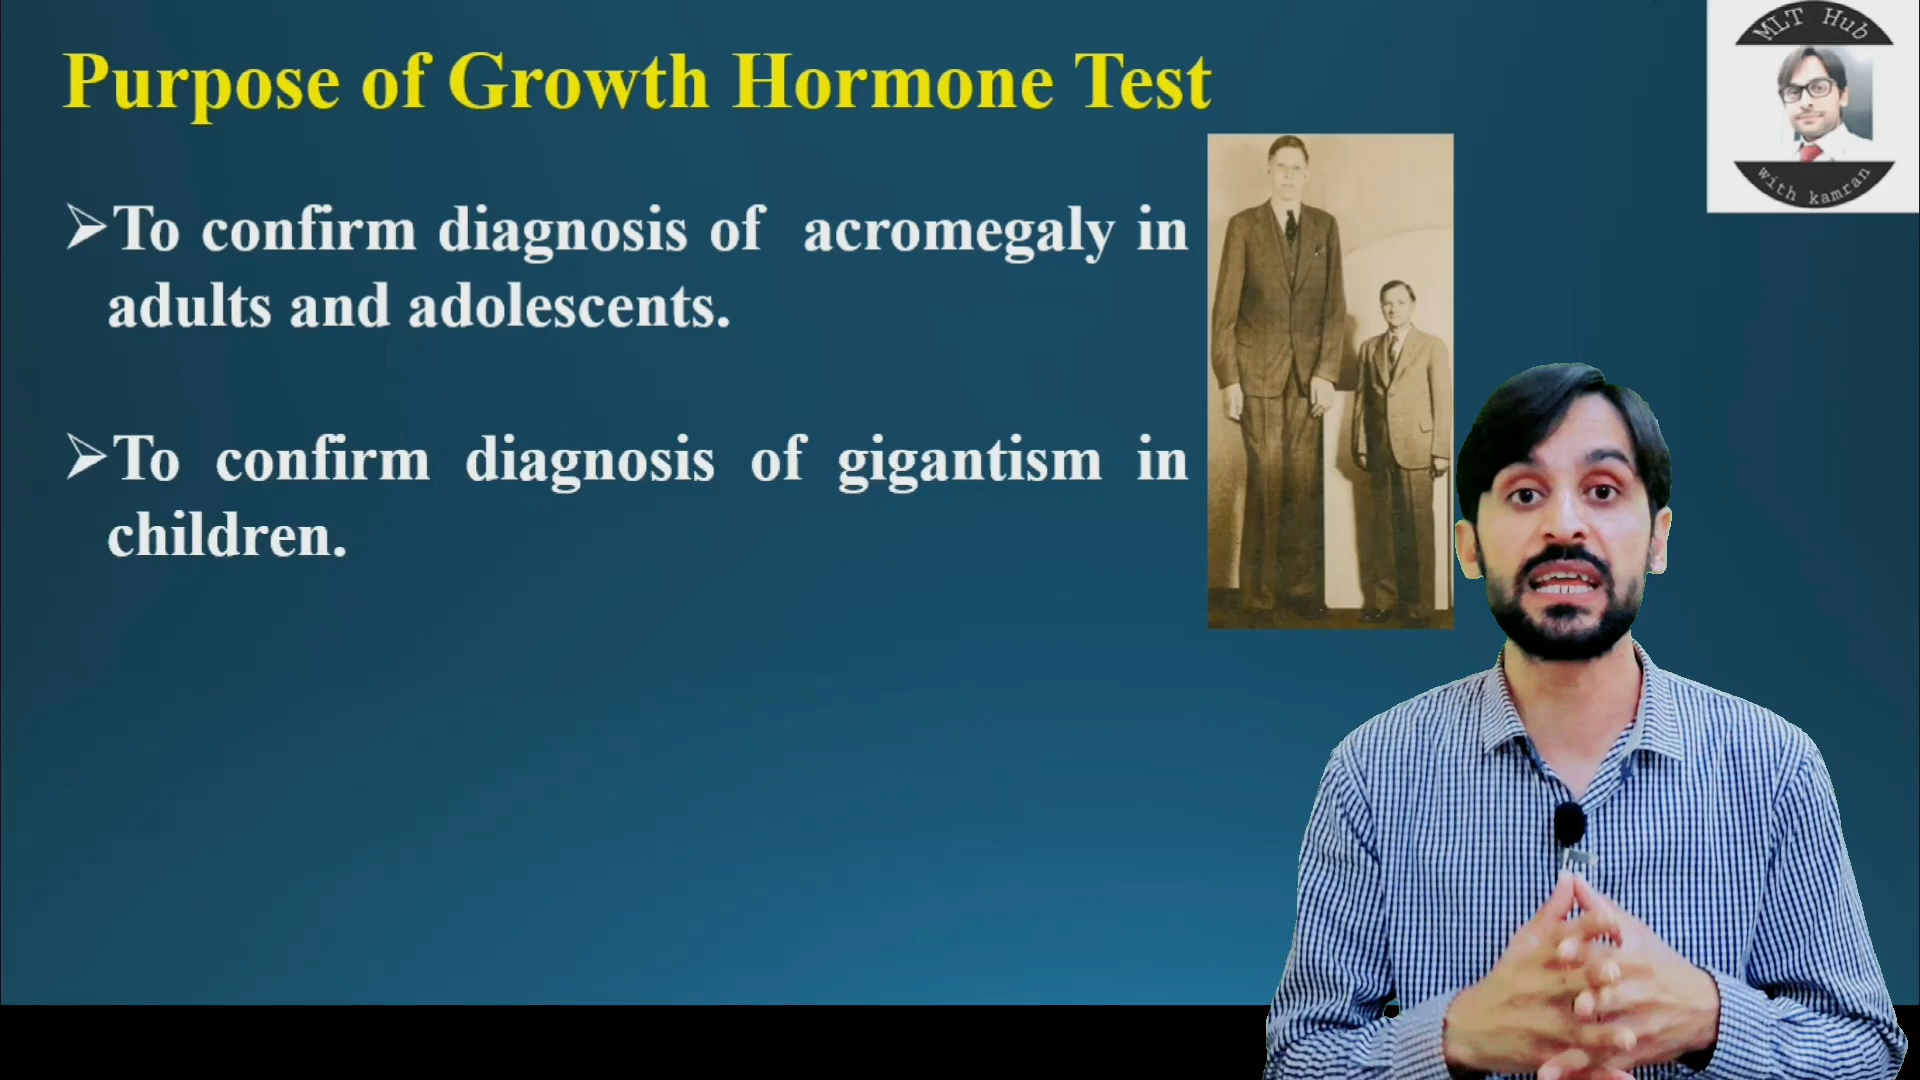 Purpose of Growth Hormone Test
MLT Hub
with kamran
➢To confirm diagnosis of acromegaly in
adults and adolescents.
➢To confirm diagnosis of gigantism in
children.